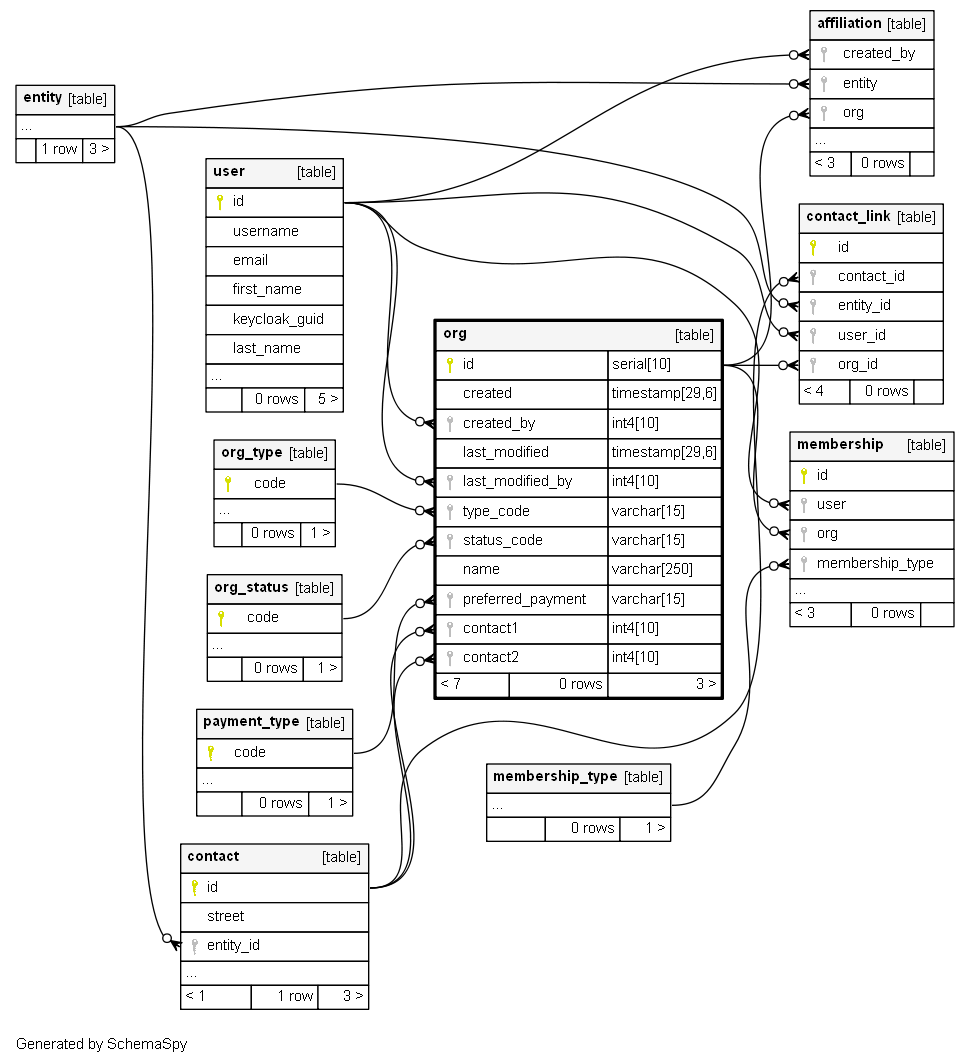 affiliation [table]
created_by
entity
org
...
< 3 0 rows
entity [table]
...
1 row 3 >
user [table]
id
username
email
first_name
keycloak_guid
last_name
...
0 rows 5 >
contact_link [table]
id
contact_id
entity_id
user_id
org_id
< 4 0 rows
org [table]
id serial[10]
created timestamp[29,6]
created_by int4[10]
last_modified timestamp[29,6]
last_modified_by int4[10]
type_code varchar[15]
status_code varchar[15]
name varchar[250]
preferred_payment varchar[15]
contact1 int4[10]
contact2 int4[10]
< 7 0 rows 3 >
org_type [table]
code
...
0 rows 1 >
membership [table]
id
user
org
membership_type
...
< 3 0 rows
org_status [table]
code
...
0 rows 1 >
payment_type [table]
code
...
0 rows 1 >
membership_type [table]
...
0 rows 1 >
contact [table]
id
street
entity_id
...
< 1 1 row 3 >
Generated by SchemaSpy